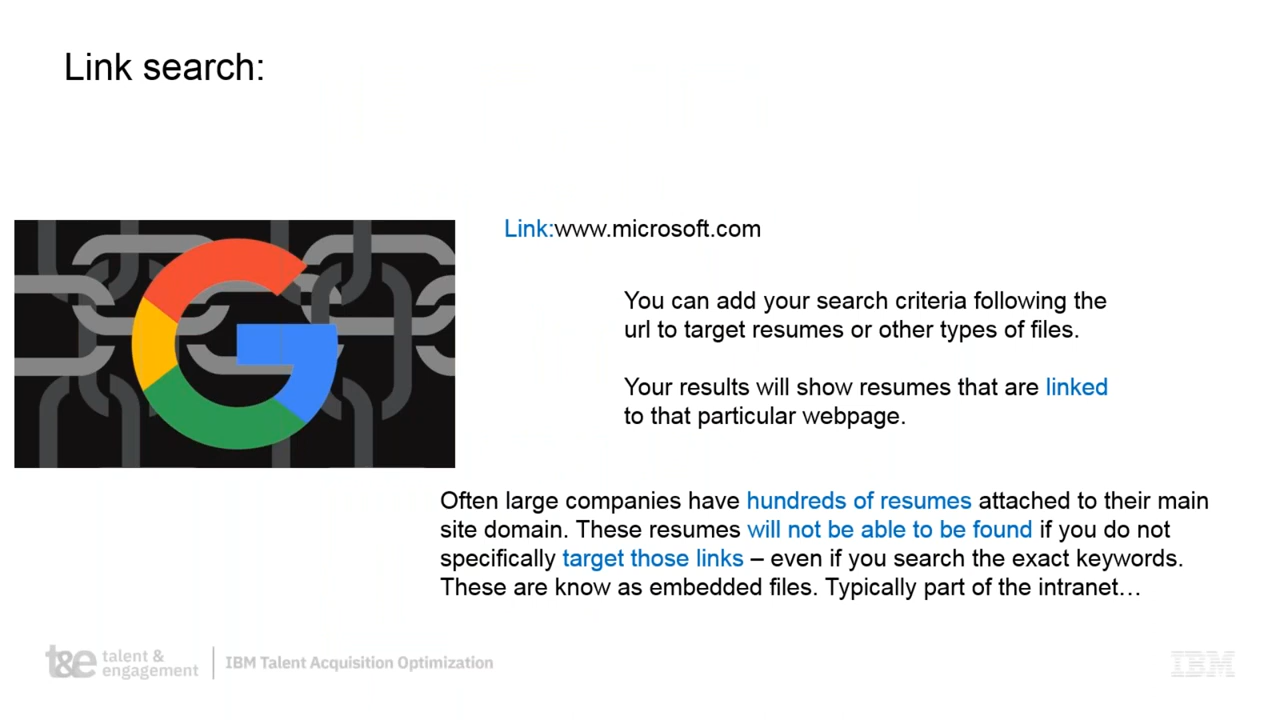 Link search:
Link:www.microsoft.com
You can add your search criteria following the
url to target resumes or other types of files.
Your results will show resumes that are linked
to that particular webpage.
Often large companies have hundreds of resumes attached to their main
site domain. These resumes will not be able to be found if you do not
specifically target those links – even if you search the exact keywords.
These are know as embedded files. Typically part of the intranet…
t&e talent &
engagement
IBM Talent Acquisition Optimization
IBM